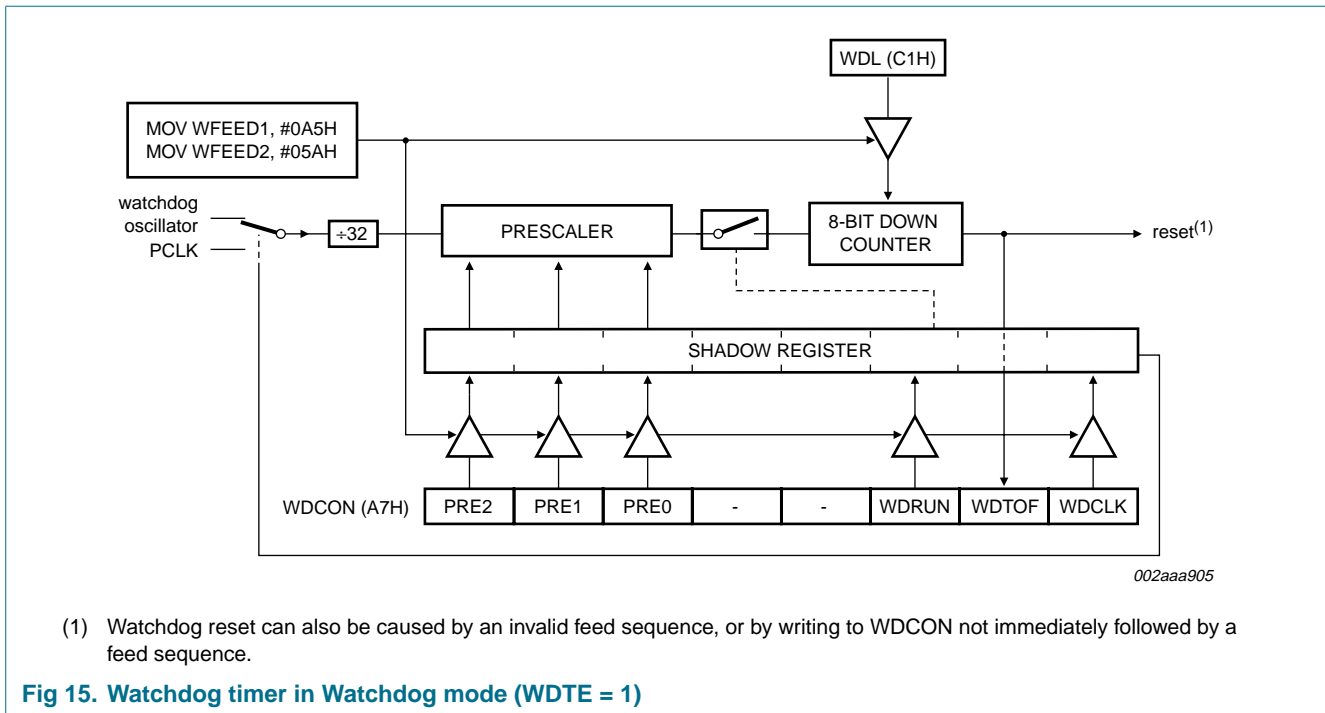 WDL (C1H)
MOV WFEED1, #0A5H
MOV WFEED2, #05AH
watchdog
oscillator
PCLK
÷32
PRESCALER
8-BIT DOWN
COUNTER
reset(1)
SHADOW REGISTER
WDCON (A7H)
PRE2
PRE1
PRE0
-
-
WDRUN
WDTOF
WDCLK
002aaa905
(1) Watchdog reset can also be caused by an invalid feed sequence, or by writing to WDCON not immediately followed by a
feed sequence.
Fig 15. Watchdog timer in Watchdog mode (WDTE = 1)